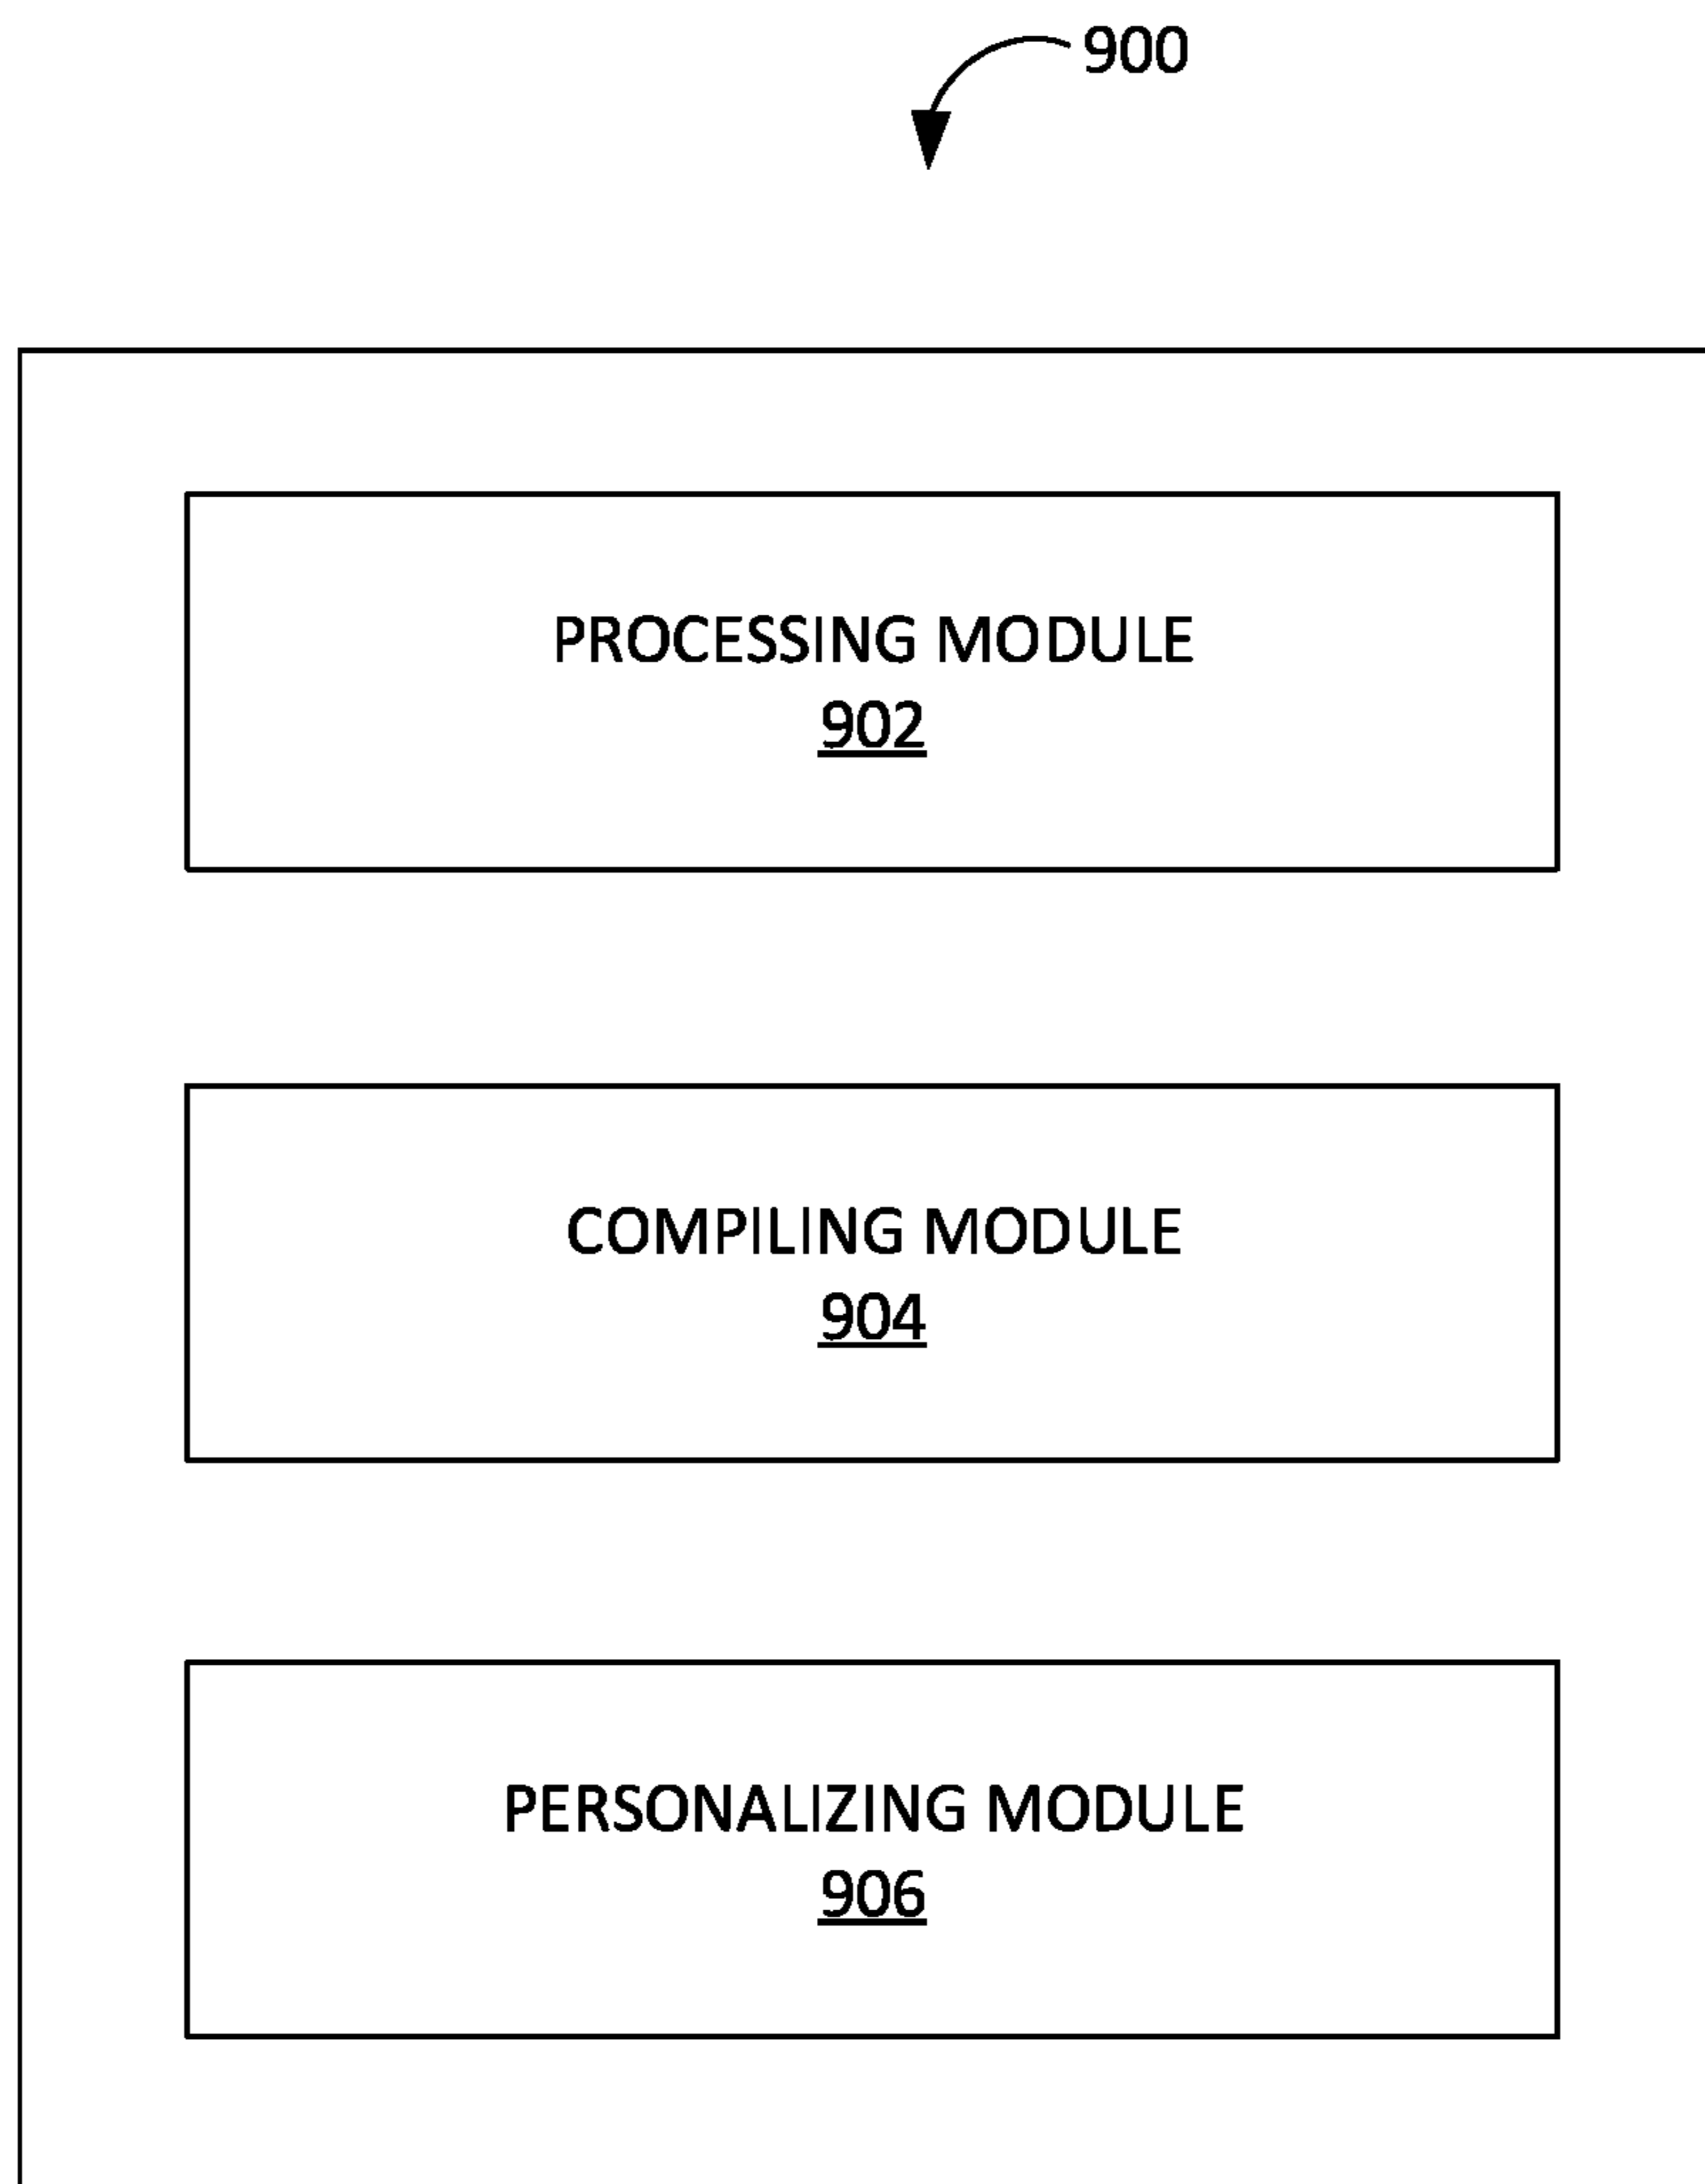 900
PROCESSING MODULE
902
COMPILING MODULE
904
PERSONALIZING MODULE
906